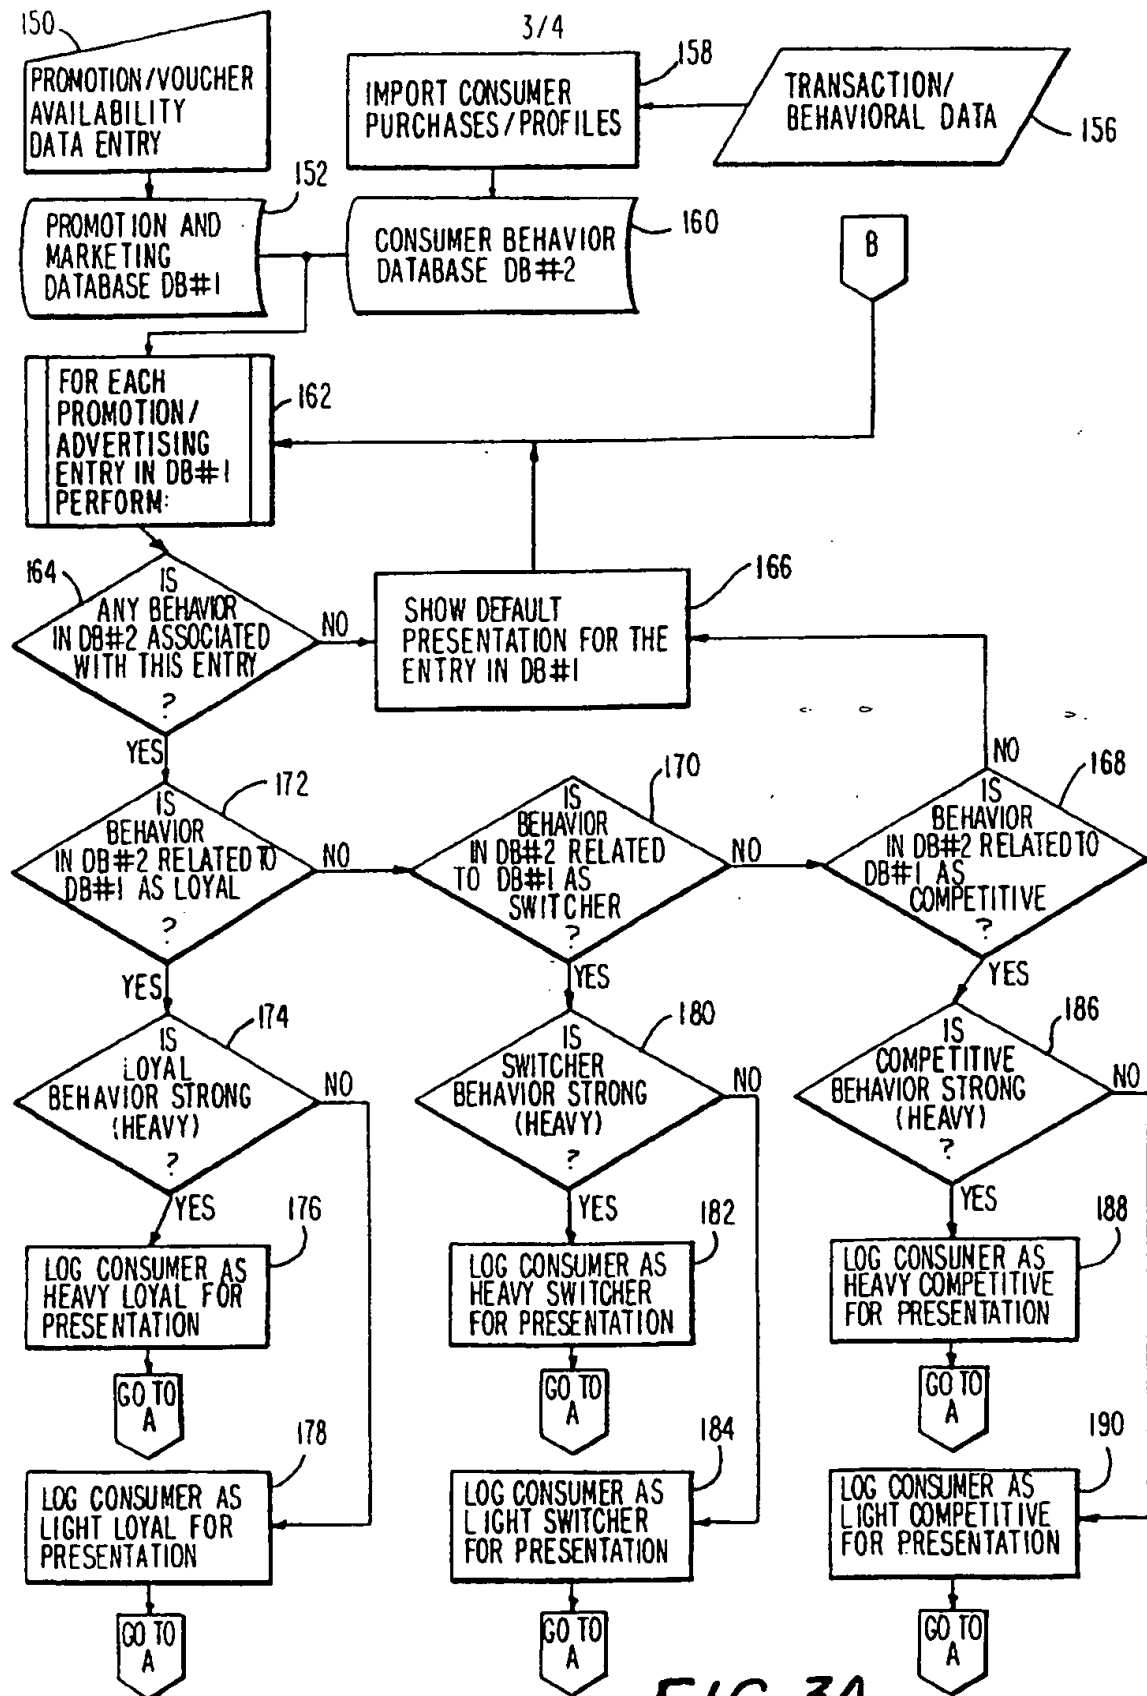 3/4
150
PROMOTION/VOUCHER
AVAILABILITY
DATA ENTRY
158
IMPORT CONSUMER
PURCHASES/PROFILES
TRANSACTION/
BEHAVIORAL DATA
156
152
PROMOTION AND
MARKETING
DATABASE DB#1
160
CONSUMER BEHAVIOR
DATABASE DB#2
B
162
FOR EACH
PROMOTION/
ADVERTISING
ENTRY IN DB#1
PERFORM:
164
IS
ANY BEHAVIOR
IN DB#2 ASSOCIATED
WITH THIS ENTRY
?
NO
YES
166
SHOW DEFAULT
PRESENTATION FOR THE
ENTRY IN DB#1
172
IS
BEHAVIOR
IN DB#2 RELATED TO
DB#1 AS LOYAL
?
NO
YES
170
IS
BEHAVIOR
IN DB#2 RELATED
TO DB#1 AS
SWITCHER
?
NO
YES
NO
168
IS
BEHAVIOR
IN DB#2 RELATED TO
DB#1 AS
COMPETITIVE
?
YES
174
IS
LOYAL
BEHAVIOR STRONG
(HEAVY)
?
NO
YES
180
IS
SWITCHER
BEHAVIOR STRONG
(HEAVY)
?
NO
YES
186
IS
COMPETITIVE
BEHAVIOR STRONG
(HEAVY)
?
NO
YES
176
LOG CONSUMER AS
HEAVY LOYAL FOR
PRESENTATION
182
LOG CONSUMER AS
HEAVY SWITCHER
FOR PRESENTATION
188
LOG CONSUMER AS
HEAVY COMPETITIVE
FOR PRESENTATION
GO TO
A
GO TO
A
GO TO
A
178
LOG CONSUMER AS
LIGHT LOYAL FOR
PRESENTATION
184
LOG CONSUMER AS
LIGHT SWITCHER
FOR PRESENTATION
190
LOG CONSUMER AS
LIGHT COMPETITIVE
FOR PRESENTATION
GO TO
A
GO TO
A
GO TO
A
FIG. 3A